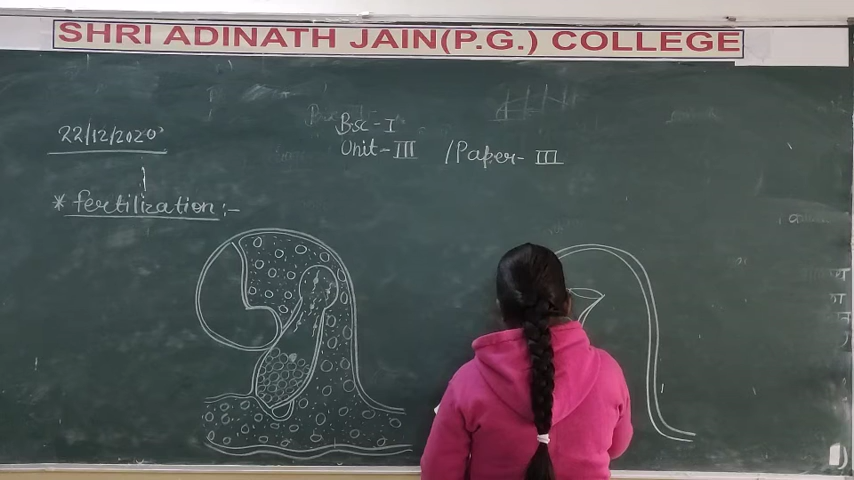 SHRI ADINATH JAIN(P.G.) COLLEGE
22/12/2020
Bsc-I
Unit-III /Paper-III
* fertilization:-